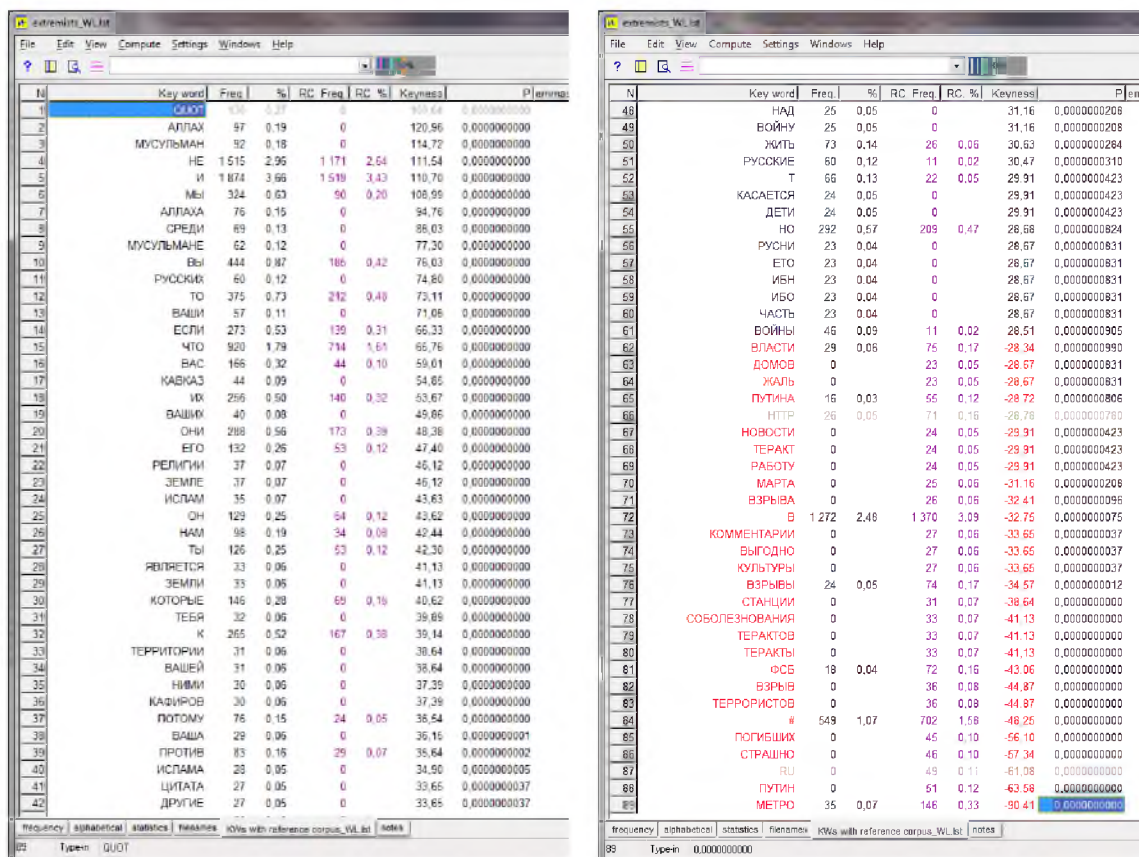 extremists_WL.lst
File Edit View Compute Settings Windows Help
N Key word Freq. % RC. Freq. RC. % Keyness P Lemmas
1 QUOT 0
2 АЛЛАХ 97 0,19 0 120,96 0,0000000000
3 МУСУЛЬМАН 92 0,18 0 114,72 0,0000000000
4 НЕ 1 515 2,96 1 171 2,64 111,54 0,0000000000
5 И 1 874 3,66 1 519 3,43 110,70 0,0000000000
6 МЫ 324 0,63 90 0,20 108,99 0,0000000000
7 АЛЛАХА 76 0,15 0 94,76 0,0000000000
8 СРЕДИ 69 0,13 0 86,03 0,0000000000
9 МУСУЛЬМАНЕ 62 0,12 0 77,30 0,0000000000
10 ВЫ 444 0,87 186 0,42 76,03 0,0000000000
11 РУССКИХ 60 0,12 0 74,80 0,0000000000
12 ТО 375 0,73 212 0,48 73,11 0,0000000000
13 ВАШИ 57 0,11 0 71,06 0,0000000000
14 ЕСЛИ 273 0,53 139 0,31 66,33 0,0000000000
15 ЧТО 920 1,79 714 1,61 65,76 0,0000000000
16 ВАС 166 0,32 44 0,10 59,01 0,0000000000
17 КАВКАЗ 44 0,09 0 54,85 0,0000000000
18 ИХ 256 0,50 140 0,32 53,67 0,0000000000
19 ВАШИХ 40 0,08 0 49,86 0,0000000000
20 ОНИ 288 0,56 173 0,39 48,38 0,0000000000
21 ЕГО 132 0,26 53 0,12 47,40 0,0000000000
22 РЕЛИГИИ 37 0,07 0 46,12 0,0000000000
23 ЗЕМЛЕ 37 0,07 0 46,12 0,0000000000
24 ИСЛАМ 35 0,07 0 43,63 0,0000000000
25 ОН 129 0,25 54 0,12 43,62 0,0000000000
26 НАМ 98 0,19 34 0,08 42,44 0,0000000000
27 ТЫ 126 0,25 53 0,12 42,30 0,0000000000
28 ЯВЛЯЕТСЯ 33 0,06 0 41,13 0,0000000000
29 ЗЕМЛИ 33 0,06 0 41,13 0,0000000000
30 КОТОРЫЕ 146 0,28 69 0,16 40,62 0,0000000000
31 ТЕБЯ 32 0,06 0 39,89 0,0000000000
32 К 265 0,52 167 0,38 39,14 0,0000000000
33 ТЕРРИТОРИИ 31 0,06 0 38,64 0,0000000000
34 ВАШЕЙ 31 0,06 0 38,64 0,0000000000
35 НИМИ 30 0,06 0 37,39 0,0000000000
36 КАФИРОВ 30 0,06 0 37,39 0,0000000000
37 ПОТОМУ 76 0,15 24 0,05 36,54 0,0000000000
38 ВАША 29 0,06 0 36,15 0,0000000001
39 ПРОТИВ 83 0,16 29 0,07 35,64 0,0000000002
40 ИСЛАМА 28 0,05 0 34,90 0,0000000005
41 ЦИТАТА 27 0,05 0 33,65 0,0000000037
42 ДРУГИЕ 27 0,05 0 33,65 0,0000000037
frequency alphabetical statistics filenames KWs with reference corpus_WL.lst notes
89 Type-in QUOT
extremists_WL.lst
File Edit View Compute Settings Windows Help
N Key word Freq. % RC. Freq. RC. % Keyness P
48 НАД 25 0,05 0 31,16 0,0000000208
49 ВОЙНУ 25 0,05 0 31,16 0,0000000208
50 ЖИТЬ 73 0,14 26 0,06 30,63 0,0000000284
51 РУССКИЕ 60 0,12 11 0,02 30,47 0,0000000310
52 Т 66 0,13 22 0,05 29,91 0,0000000423
53 КАСАЕТСЯ 24 0,05 0 29,91 0,0000000423
54 ДЕТИ 24 0,05 0 29,91 0,0000000423
55 НО 292 0,57 209 0,47 28,68 0,0000000824
56 РУСНИ 23 0,04 0 28,67 0,0000000831
57 ЕТО 23 0,04 0 28,67 0,0000000831
58 ИБН 23 0,04 0 28,67 0,0000000831
59 ИБО 23 0,04 0 28,67 0,0000000831
60 ЧАСТЬ 23 0,04 0 28,67 0,0000000831
61 ВОЙНЫ 46 0,09 11 0,02 28,51 0,0000000905
62 ВЛАСТИ 29 0,06 75 0,17 -28,34 0,0000000990
63 ДОМОВ 0 23 0,05 -28,67 0,0000000831
64 ЖАЛЬ 0 23 0,05 -28,67 0,0000000831
65 ПУТИНА 16 0,03 55 0,12 -28,72 0,0000000806
66 HTTP 26 0,05 71 0,16 -28,78 0,0000000780
67 НОВОСТИ 0 24 0,05 -29,91 0,0000000423
68 ТЕРАКТ 0 24 0,05 -29,91 0,0000000423
69 РАБОТУ 0 24 0,05 -29,91 0,0000000423
70 МАРТА 0 25 0,06 -31,16 0,0000000208
71 ВЗРЫВА 0 26 0,06 -32,41 0,0000000096
72 В 1 272 2,48 1 370 3,09 -32,75 0,0000000075
73 КОММЕНТАРИИ 0 27 0,06 -33,65 0,0000000037
74 ВЫГОДНО 0 27 0,06 -33,65 0,0000000037
75 КУЛЬТУРЫ 0 27 0,06 -33,65 0,0000000037
76 ВЗРЫВЫ 24 0,05 74 0,17 -34,57 0,0000000012
77 СТАНЦИИ 0 31 0,07 -38,64 0,0000000000
78 СОБОЛЕЗНОВАНИЯ 0 33 0,07 -41,13 0,0000000000
79 ТЕРАКТОВ 0 33 0,07 -41,13 0,0000000000
80 ТЕРАКТЫ 0 33 0,07 -41,13 0,0000000000
81 ФСБ 18 0,04 72 0,16 -43,06 0,0000000000
82 ВЗРЫВ 0 36 0,08 -44,87 0,0000000000
83 ТЕРРОРИСТОВ 0 36 0,08 -44,87 0,0000000000
84 # 549 1,07 702 1,58 -48,25 0,0000000000
85 ПОГИБШИХ 0 45 0,10 -56,10 0,0000000000
86 СТРАШНО 0 46 0,10 -57,34 0,0000000000
87 RU 0 49 0,11 -61,08 0,0000000000
88 ПУТИН 0 51 0,12 -63,58 0,0000000000
89 МЕТРО 35 0,07 146 0,33 -90,41 0,0000000000
frequency alphabetical statistics filenames KWs with reference corpus_WL.lst notes
89 Type-in 0,0000000000